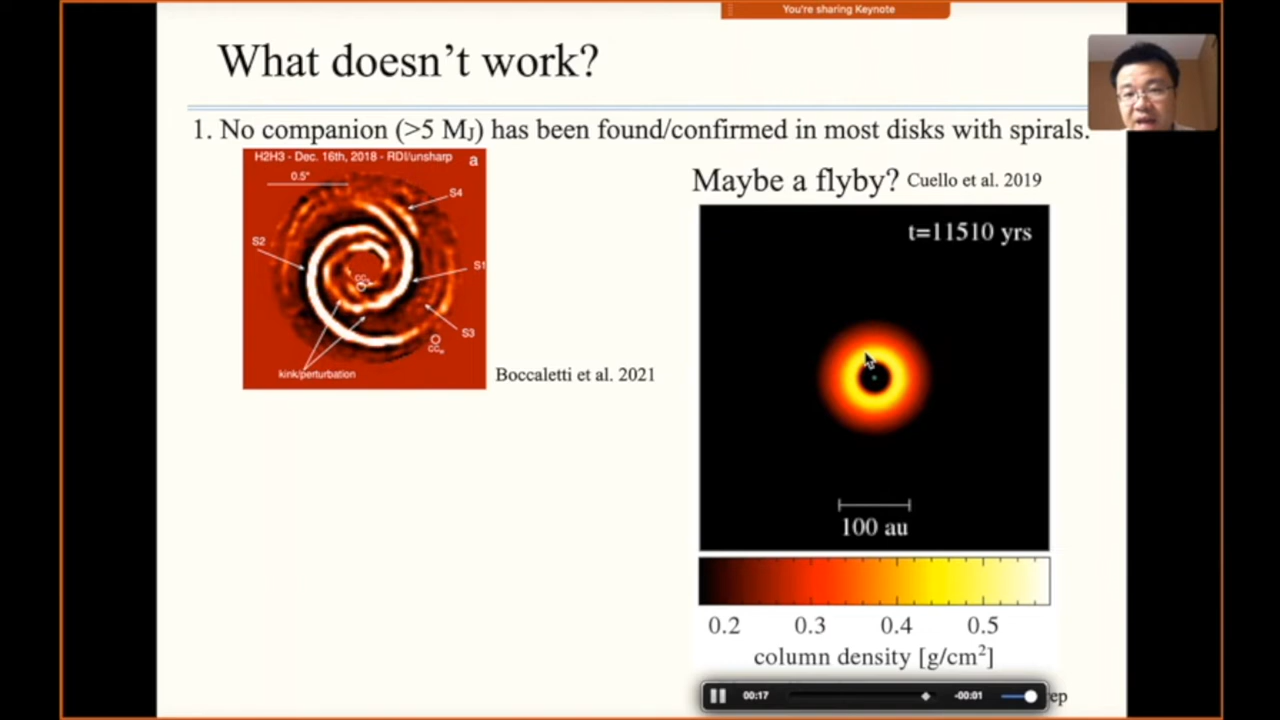 You're sharing Keynote
What doesn't work?
1. No companion (>5 MJ) has been found/confirmed in most disks with spirals.
H2H3 - Dec. 16th, 2018 - RDI/unsharp a
0.5"
S4
S2
S1
S3
kink/perturbation
Boccaletti et al. 2021
Maybe a flyby? Cuello et al. 2019
t=11510 yrs
100 au
0.2 0.3 0.4 0.5
column density [g/cm²]
00:17 -00:01